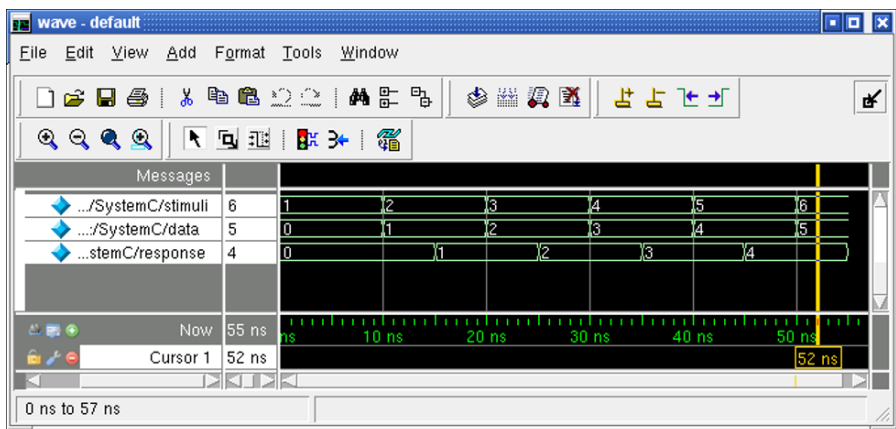 wave - default
File Edit View Add Format Tools Window
Messages
.../SystemC/stimuli 6 1 2 3 4 5 6
...:/SystemC/data 5 0 1 2 3 4 5
...stemC/response 4 0 1 2 3 4
Now 55 ns ns 10 ns 20 ns 30 ns 40 ns 50 ns
Cursor 1 52 ns 52 ns
0 ns to 57 ns